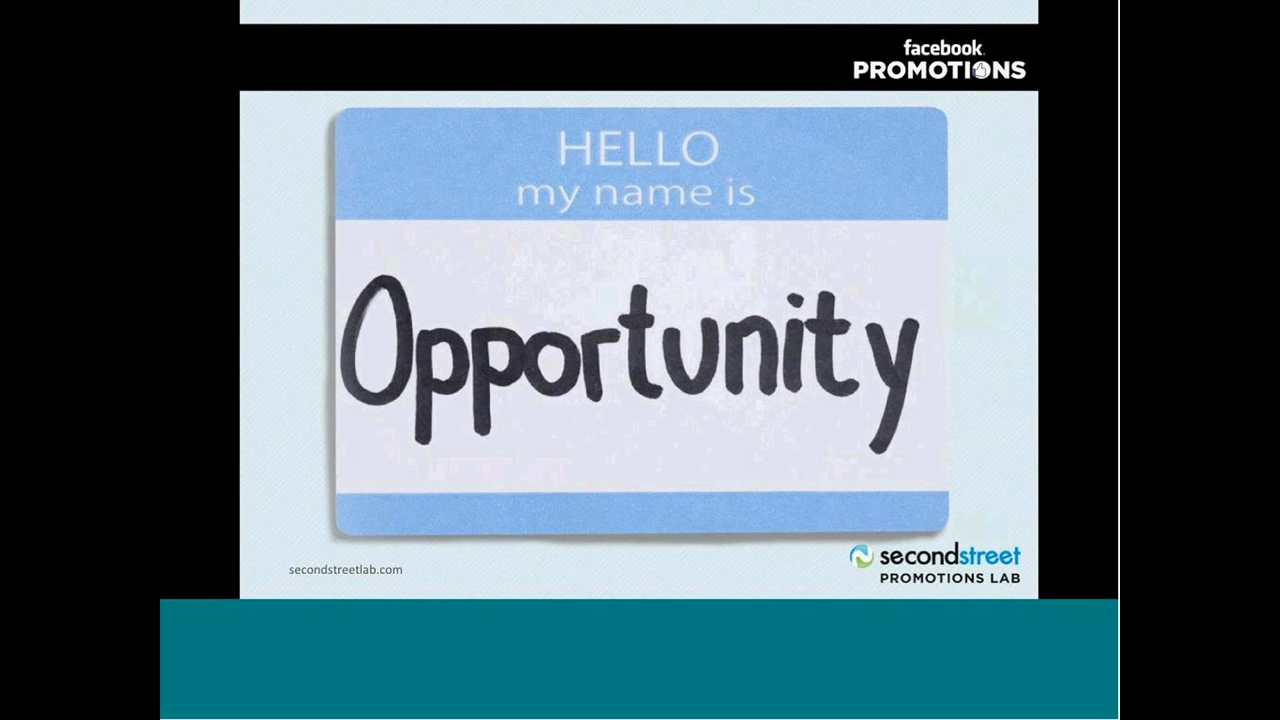 facebook
PROMOTIONS
HELLO
my name is
Opportunity
secondstreetlab.com
secondstreet
PROMOTIONS LAB